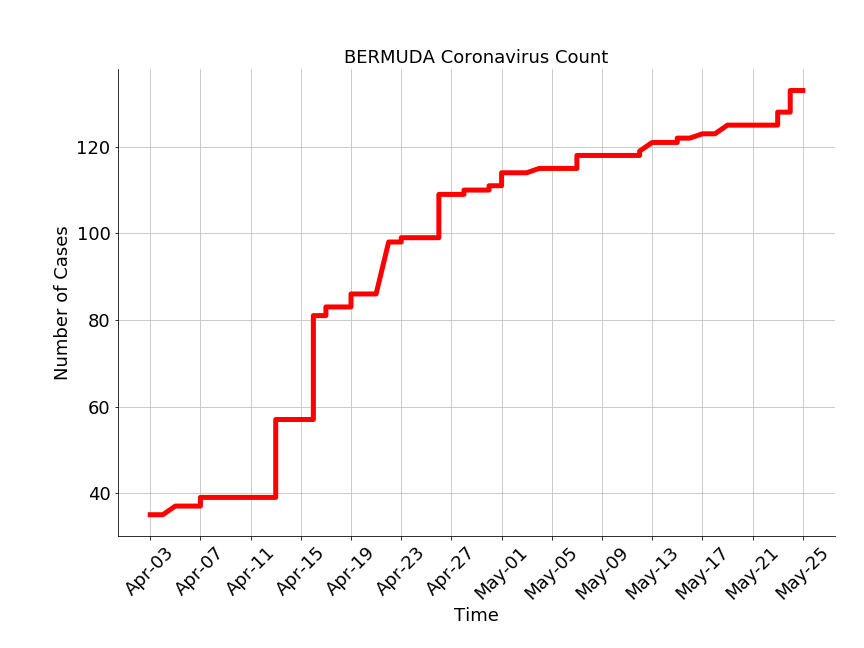 BERMUDA Coronavirus Count
Number of Cases
120
100
80
60
40
Apr-03
Apr-07
Apr-11
Apr-15
Apr-19
Apr-23
Apr-27
May-01
May-05
May-09
May-13
May-17
May-21
May-25
Time